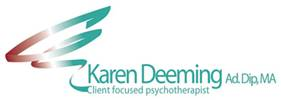 Karen Deeming Ad. Dip, MA
Client focused psychotherapist